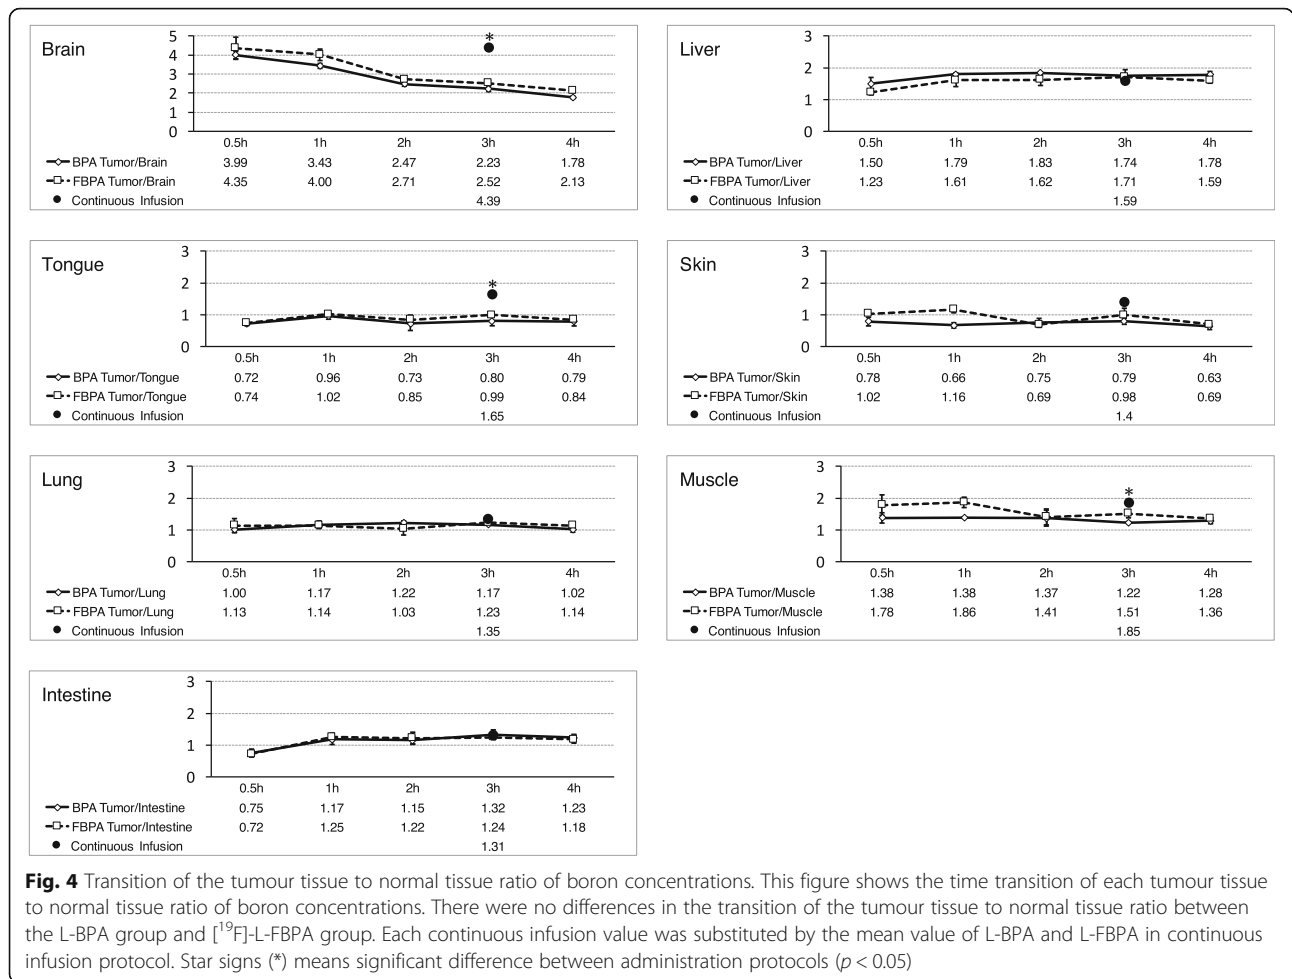 Brain
5
4
3
2
1
0
*
0.5h 1h 2h 3h 4h
BPA Tumor/Brain 3.99 3.43 2.47 2.23 1.78
FBPA Tumor/Brain 4.35 4.00 2.71 2.52 2.13
Continuous Infusion 4.39
Liver
3
2
1
0
0.5h 1h 2h 3h 4h
BPA Tumor/Liver 1.50 1.79 1.83 1.74 1.78
FBPA Tumor/Liver 1.23 1.61 1.62 1.71 1.59
Continuous Infusion 1.59
Tongue
3
2
1
0
*
0.5h 1h 2h 3h 4h
BPA Tumor/Tongue 0.72 0.96 0.73 0.80 0.79
FBPA Tumor/Tongue 0.74 1.02 0.85 0.99 0.84
Continuous Infusion 1.65
Skin
3
2
1
0
0.5h 1h 2h 3h 4h
BPA Tumor/Skin 0.78 0.66 0.75 0.79 0.63
FBPA Tumor/Skin 1.02 1.16 0.69 0.98 0.69
Continuous Infusion 1.4
Lung
3
2
1
0
0.5h 1h 2h 3h 4h
BPA Tumor/Lung 1.00 1.17 1.22 1.17 1.02
FBPA Tumor/Lung 1.13 1.14 1.03 1.23 1.14
Continuous Infusion 1.35
Muscle
3
2
1
0
*
0.5h 1h 2h 3h 4h
BPA Tumor/Muscle 1.38 1.38 1.37 1.22 1.28
FBPA Tumor/Muscle 1.78 1.86 1.41 1.51 1.36
Continuous Infusion 1.85
Intestine
3
2
1
0
0.5h 1h 2h 3h 4h
BPA Tumor/Intestine 0.75 1.17 1.15 1.32 1.23
FBPA Tumor/Intestine 0.72 1.25 1.22 1.24 1.18
Continuous Infusion 1.31
Fig. 4 Transition of the tumour tissue to normal tissue ratio of boron concentrations. This figure shows the time transition of each tumour tissue
to normal tissue ratio of boron concentrations. There were no differences in the transition of the tumour tissue to normal tissue ratio between
the L-BPA group and [¹⁹F]-L-FBPA group. Each continuous infusion value was substituted by the mean value of L-BPA and L-FBPA in continuous
infusion protocol. Star signs (*) means significant difference between administration protocols (p < 0.05)